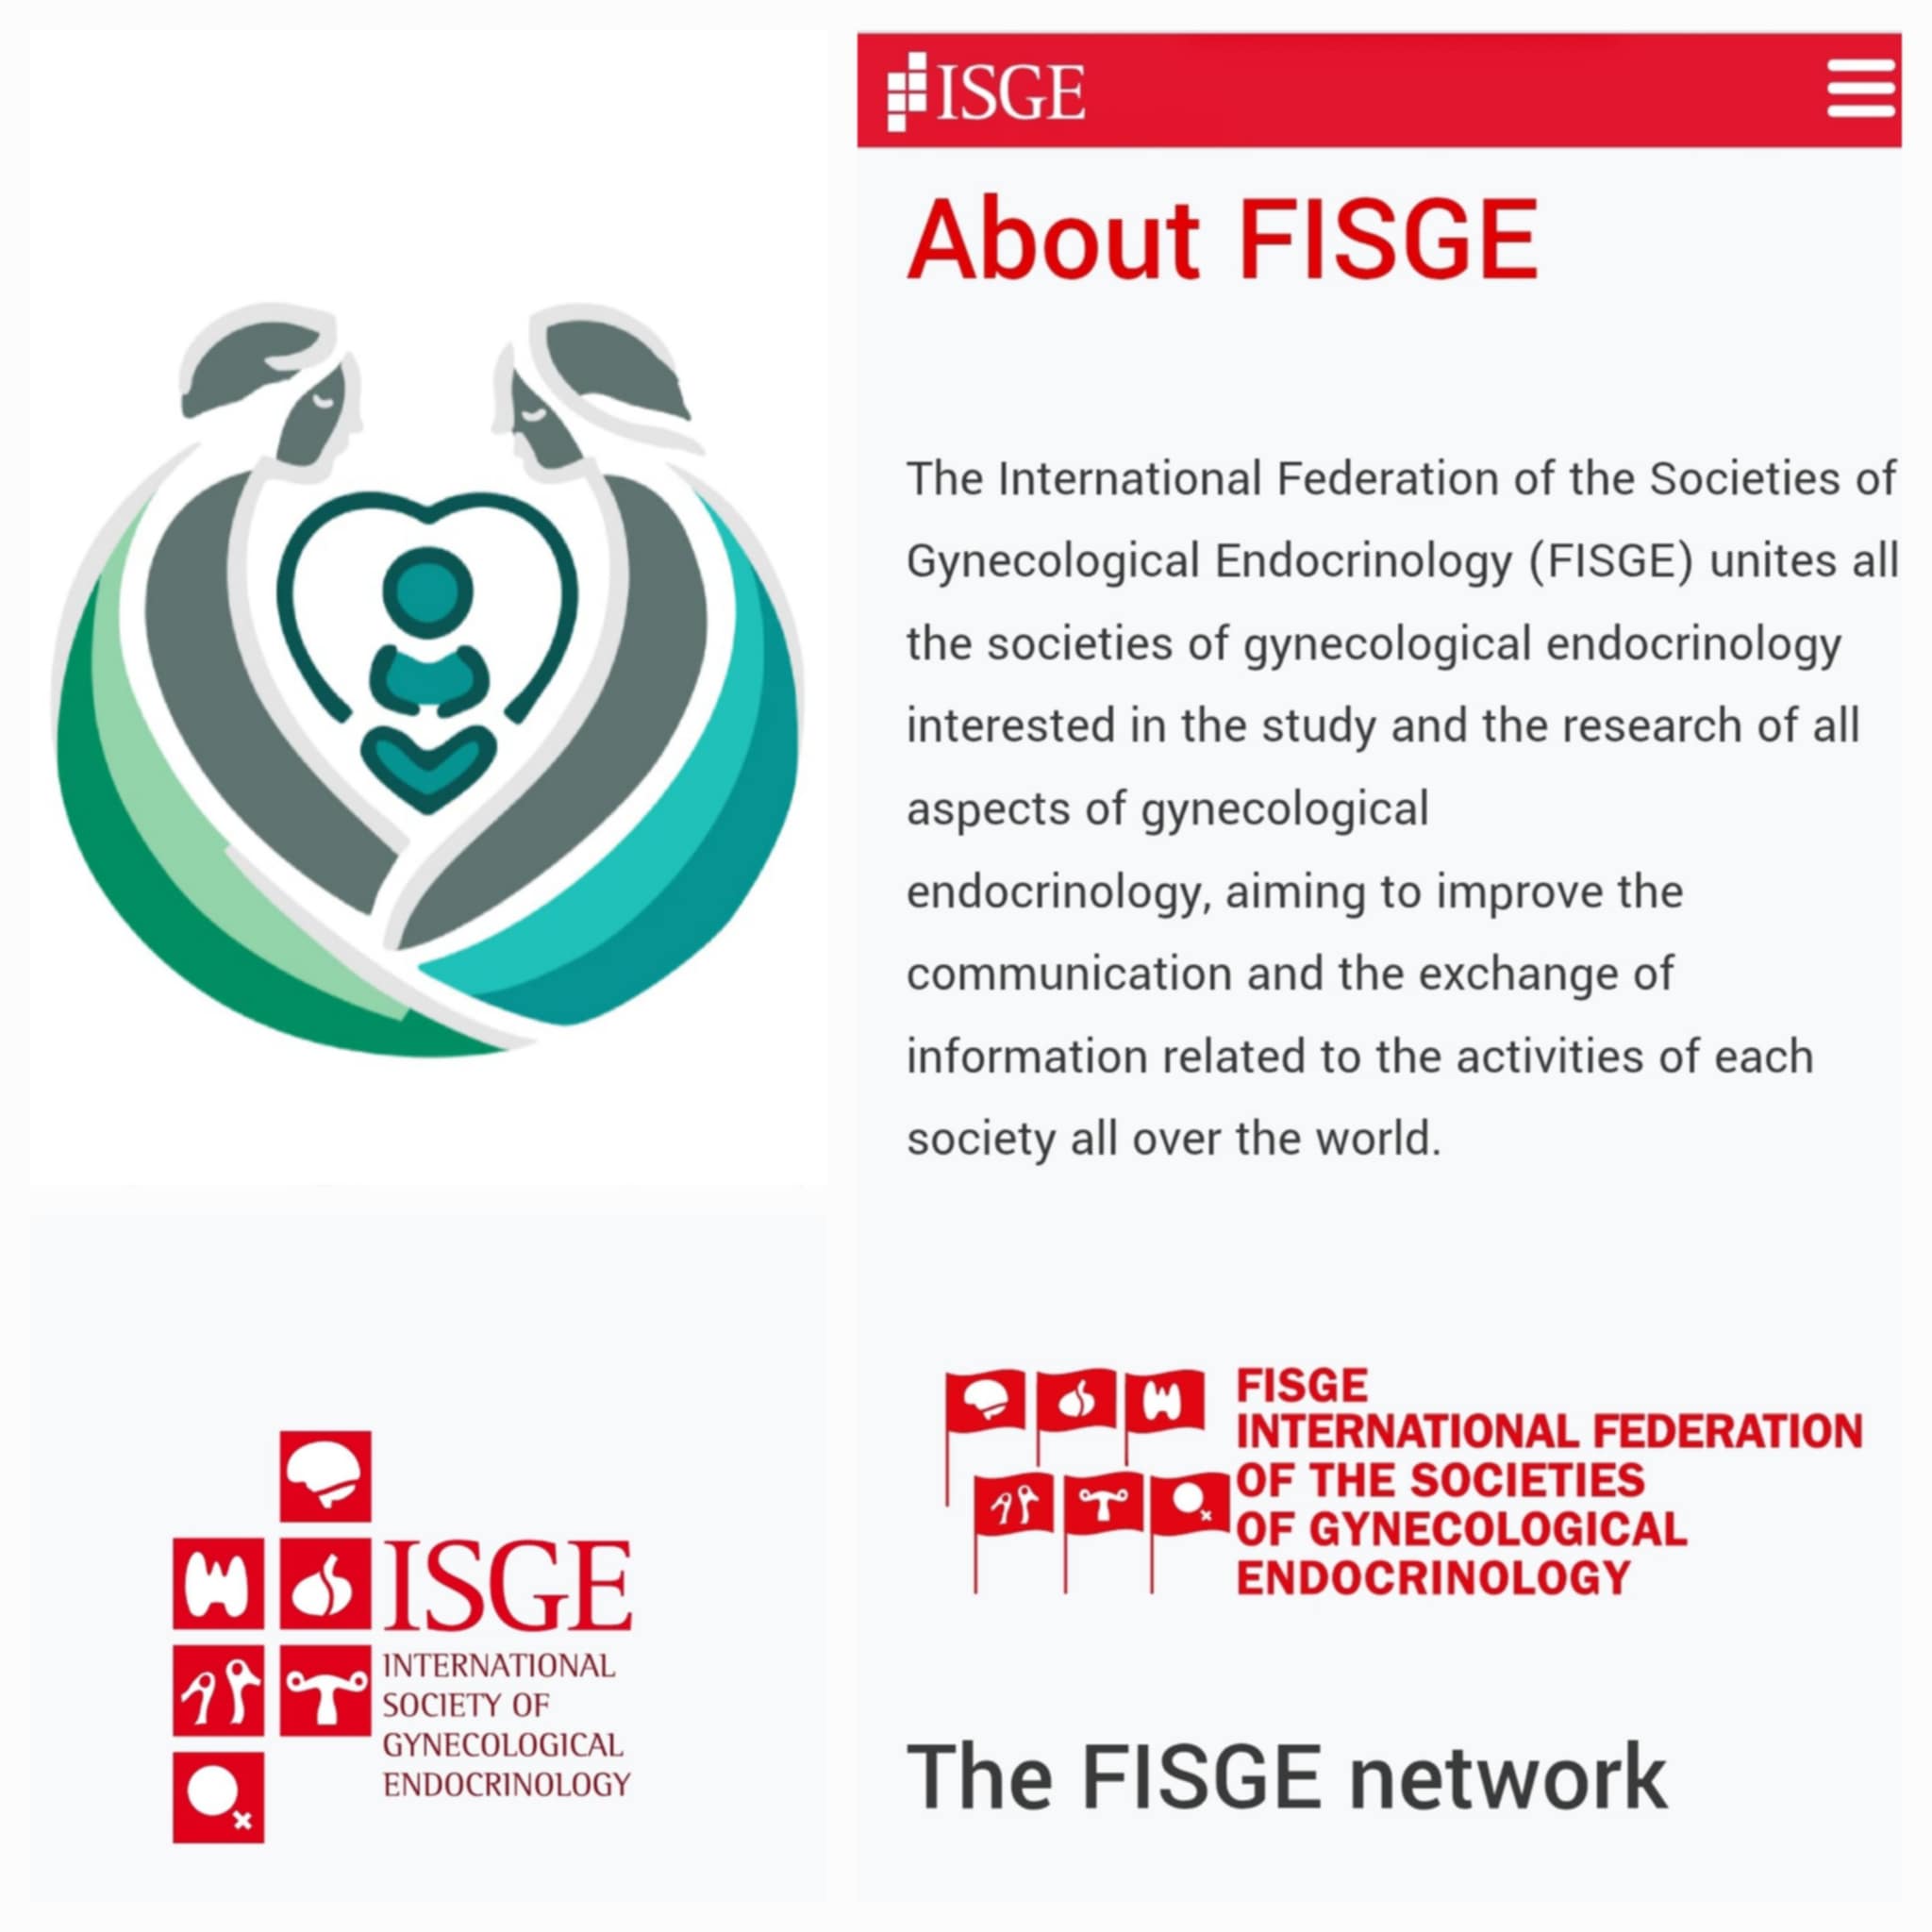 ISGE
About FISGE
The International Federation of the Societies of
Gynecological Endocrinology (FISGE) unites all
the societies of gynecological endocrinology
interested in the study and the research of all
aspects of gynecological
endocrinology, aiming to improve the
communication and the exchange of
information related to the activities of each
society all over the world.
FISGE
INTERNATIONAL FEDERATION
OF THE SOCIETIES
OF GYNECOLOGICAL
ENDOCRINOLOGY
The FISGE network
ISGE
INTERNATIONAL
SOCIETY OF
GYNECOLOGICAL
ENDOCRINOLOGY